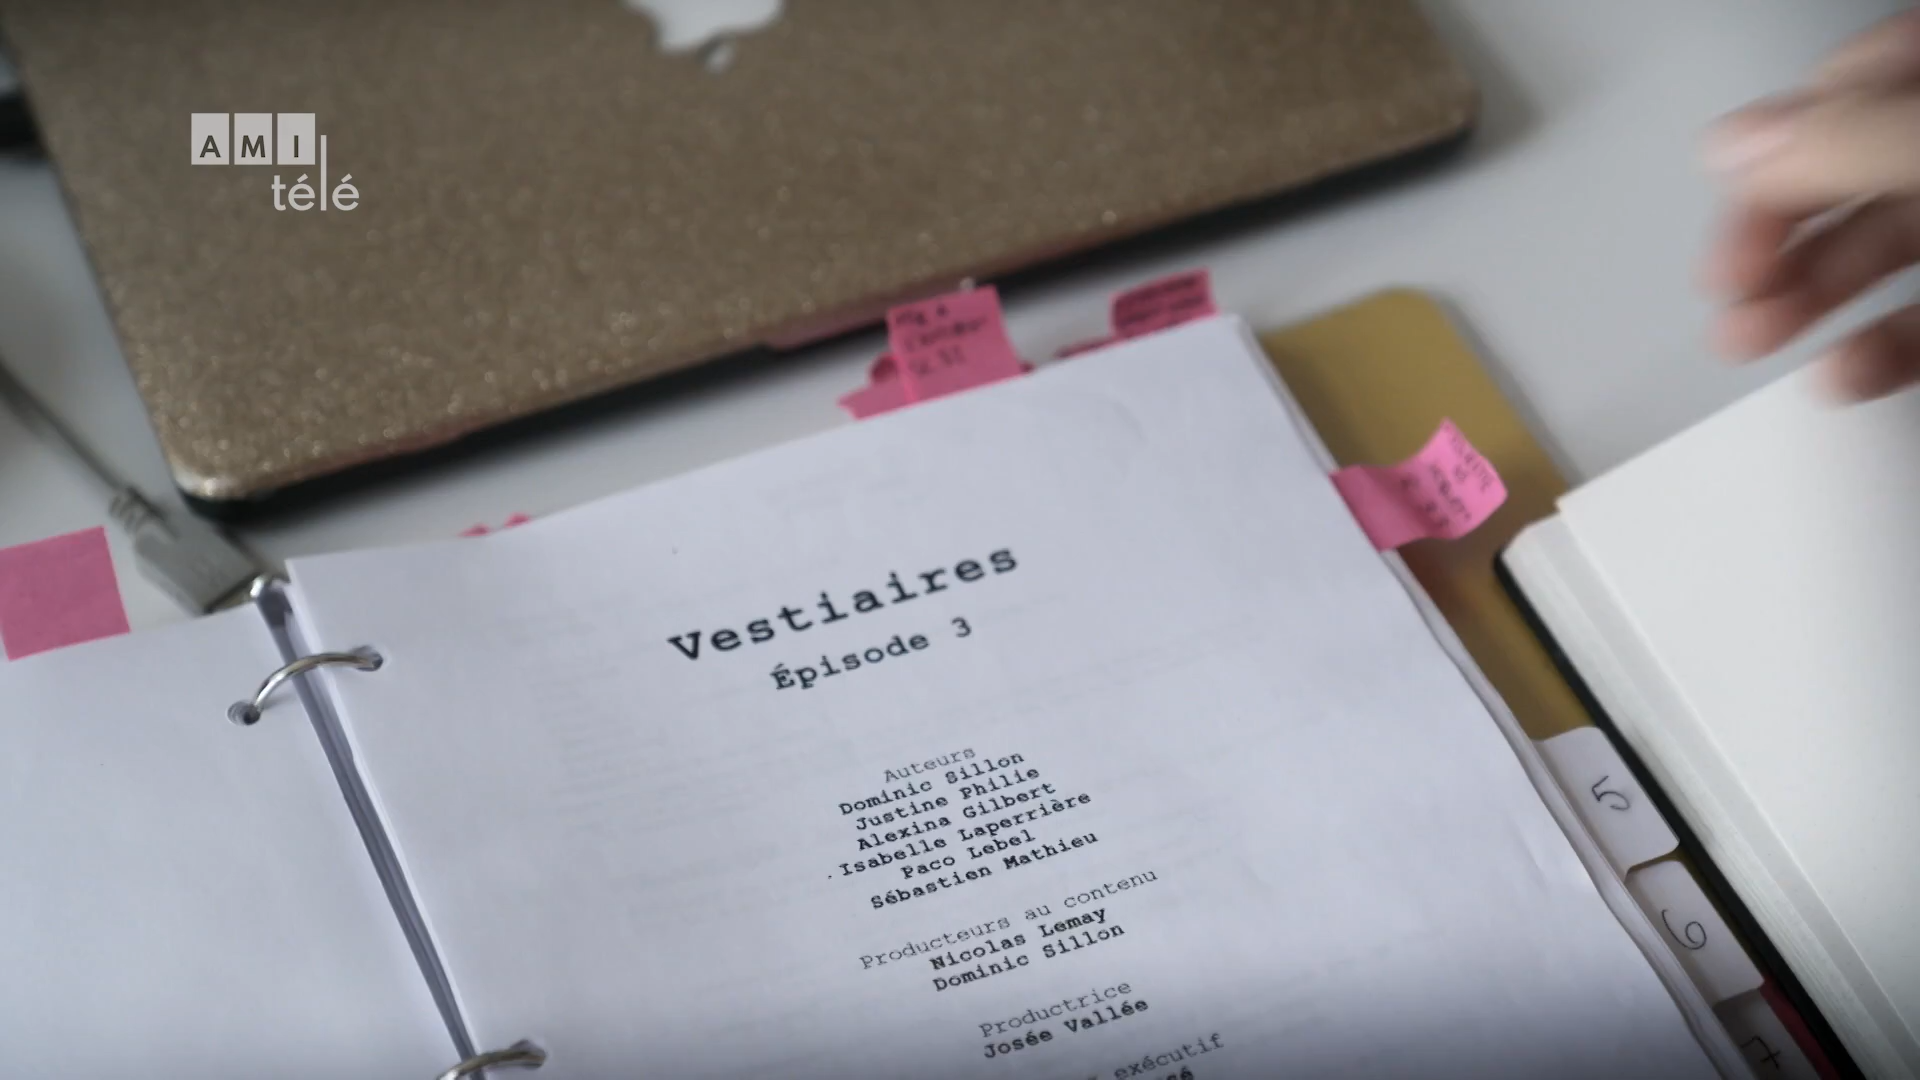 AMI
télé
Vestiaires
Épisode 3
Auteurs
Dominic Sillon
Justine Philie
Alexina Gilbert
Isabelle Laperrière
Paco Lebel
Sébastien Mathieu
Producteurs au contenu
Nicolas Lemay
Dominic Sillon
Productrice
Josée Vallée
exécutif
5
6
7